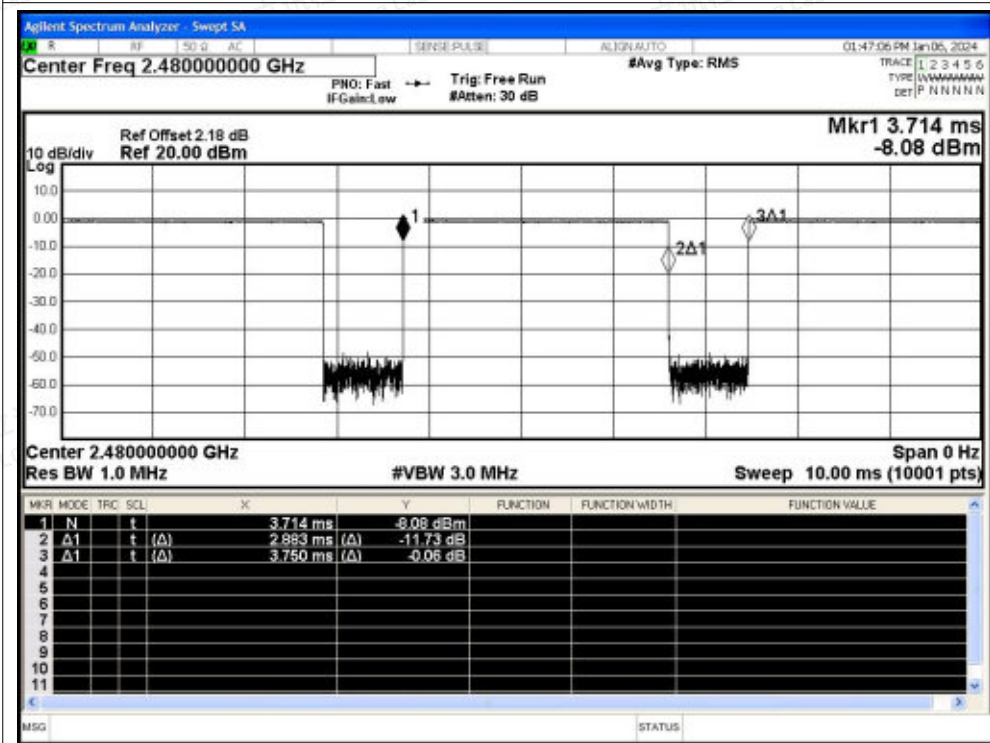 Agilent Spectrum Analyzer - Swept SA
LXI R RF 50 Ω AC SENSE:PULSE ALIGNAUTO 01:47:06 PM Jan 06, 2024
Center Freq 2.480000000 GHz #Avg Type: RMS TRACE 1 2 3 4 5 6
PNO: Fast Trig: Free Run TYPE WWWWWWW
IFGain:Low #Atten: 30 dB DET P N N N N N
Mkr1 3.714 ms
Ref Offset 2.18 dB
10 dB/div Ref 20.00 dBm -8.08 dBm
Log
10.0
0.00
1
3Δ1
-10.0
2Δ1
-20.0
-30.0
-40.0
-50.0
-60.0
-70.0
Center 2.480000000 GHz Span 0 Hz
Res BW 1.0 MHz #VBW 3.0 MHz Sweep 10.00 ms (10001 pts)
MKR MODE TRC SCL X Y FUNCTION FUNCTION WIDTH FUNCTION VALUE
1 N t 3.714 ms -8.08 dBm
2 Δ1 t (Δ) 2.883 ms (Δ) -11.73 dB
3 Δ1 t (Δ) 3.750 ms (Δ) -0.06 dB
4
5
6
7
8
9
10
11
MSG STATUS